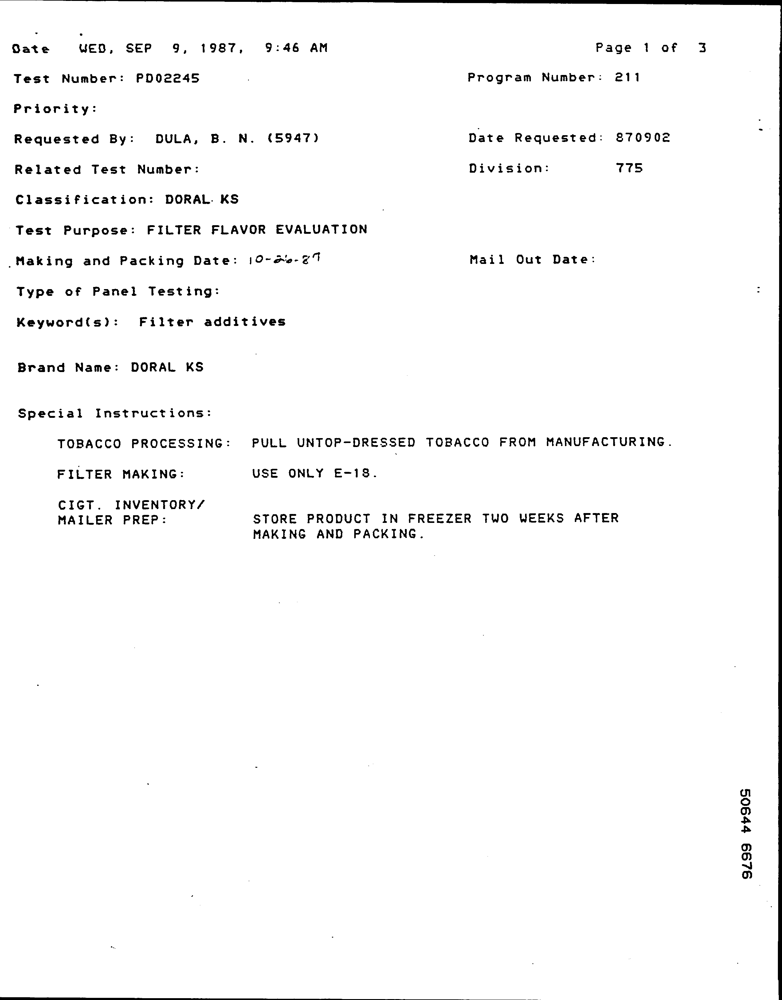 Date WED, SEP 9, 1987, 9:46 AM Page 1 of 3
Test Number: PD02245 Program Number: 211
Priority:
Requested By: DULA, B. N. (5947) Date Requested: 870902
Related Test Number: Division: 775
Classification: DORAL KS
Test Purpose: FILTER FLAVOR EVALUATION
Making and Packing Date: 10-26-87 Mail Out Date:
Type of Panel Testing:
Keyword(s): Filter additives
Brand Name: DORAL KS
Special Instructions:
TOBACCO PROCESSING: PULL UNTOP-DRESSED TOBACCO FROM MANUFACTURING.
FILTER MAKING: USE ONLY E-18.
CIGT. INVENTORY/
MAILER PREP: STORE PRODUCT IN FREEZER TWO WEEKS AFTER
MAKING AND PACKING.
50644 6676